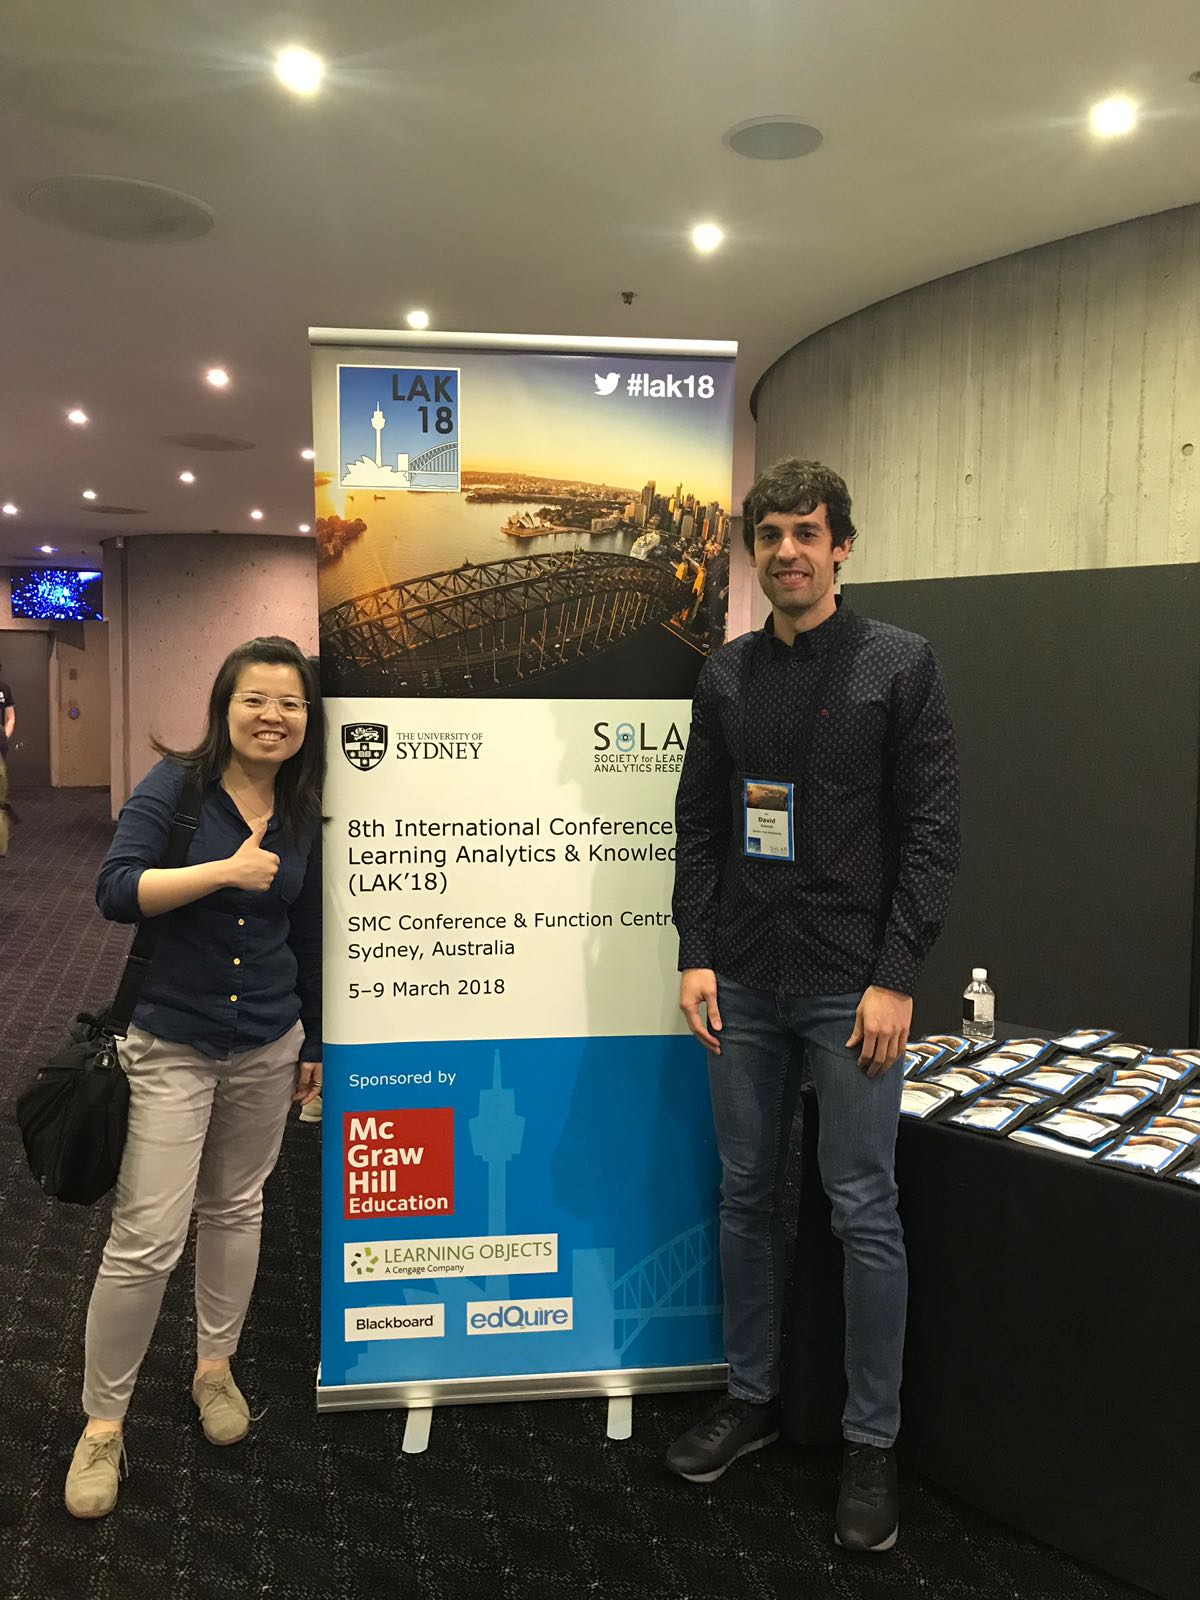 LAK
18
#lak18
THE UNIVERSITY OF
SYDNEY
SOLA
SOCIETY for LEAR
ANALYTICS RESE
8th International Conference
Learning Analytics & Knowled
(LAK'18)
SMC Conference & Function Centre
Sydney, Australia
5–9 March 2018
Sponsored by
Mc
Graw
Hill
Education
LEARNING OBJECTS
A Cengage Company
Blackboard
edQuire
David
SOLAR